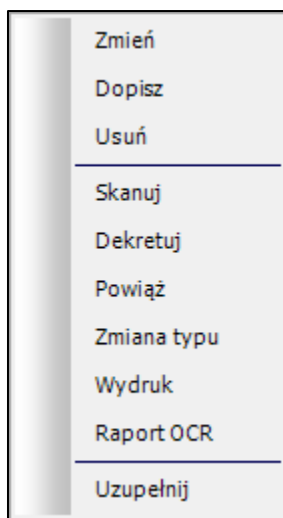 Zmień
Dopisz
Usuń
Skanuj
Dekretuj
Powiąż
Zmiana typu
Wydruk
Raport OCR
Uzupełnij